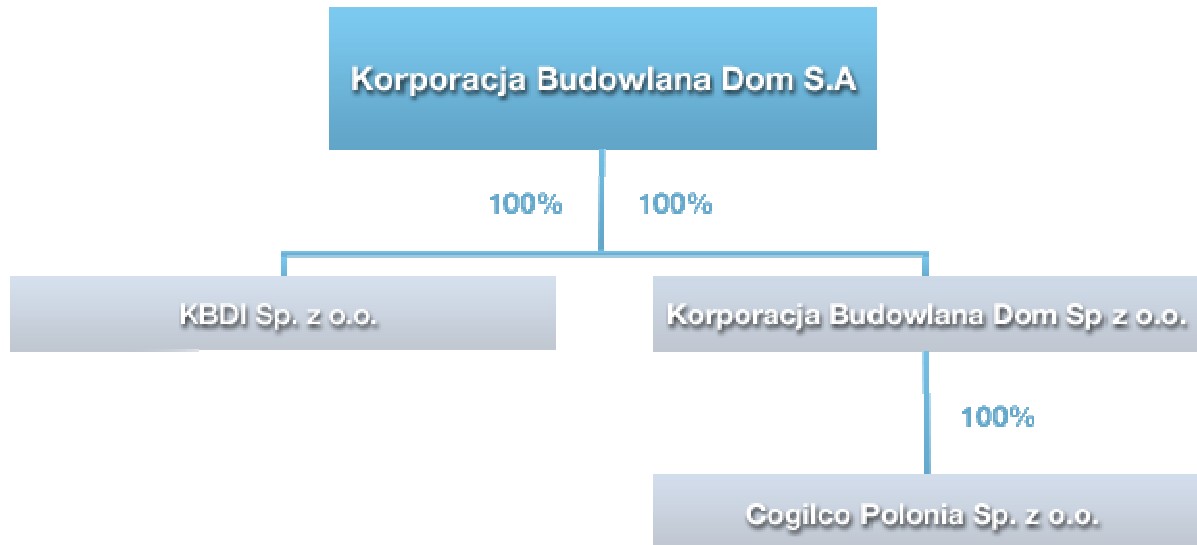 Korporacja Budowlana Dom S.A
100% 100%
KBDI Sp. z o.o.
Korporacja Budowlana Dom Sp z o.o.
100%
Cogilco Polonia Sp. z o.o.